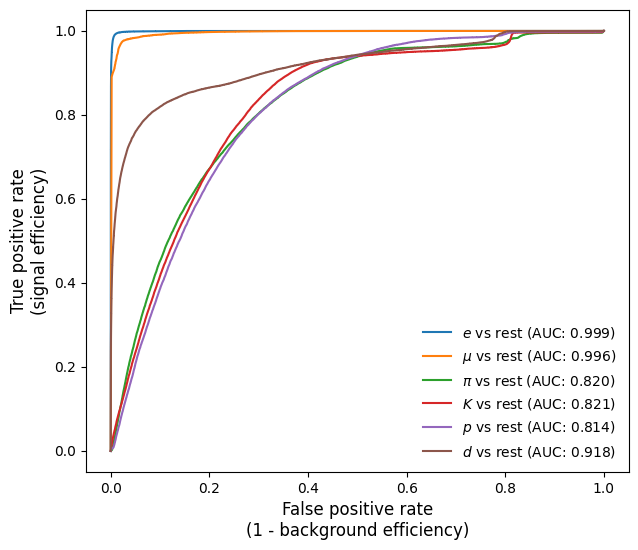 True positive rate
(signal efficiency)
1.0
0.8
0.6
0.4
0.2
0.0
e vs rest (AUC: 0.999)
μ vs rest (AUC: 0.996)
π vs rest (AUC: 0.820)
K vs rest (AUC: 0.821)
p vs rest (AUC: 0.814)
d vs rest (AUC: 0.918)
0.0 0.2 0.4 0.6 0.8 1.0
False positive rate
(1 - background efficiency)